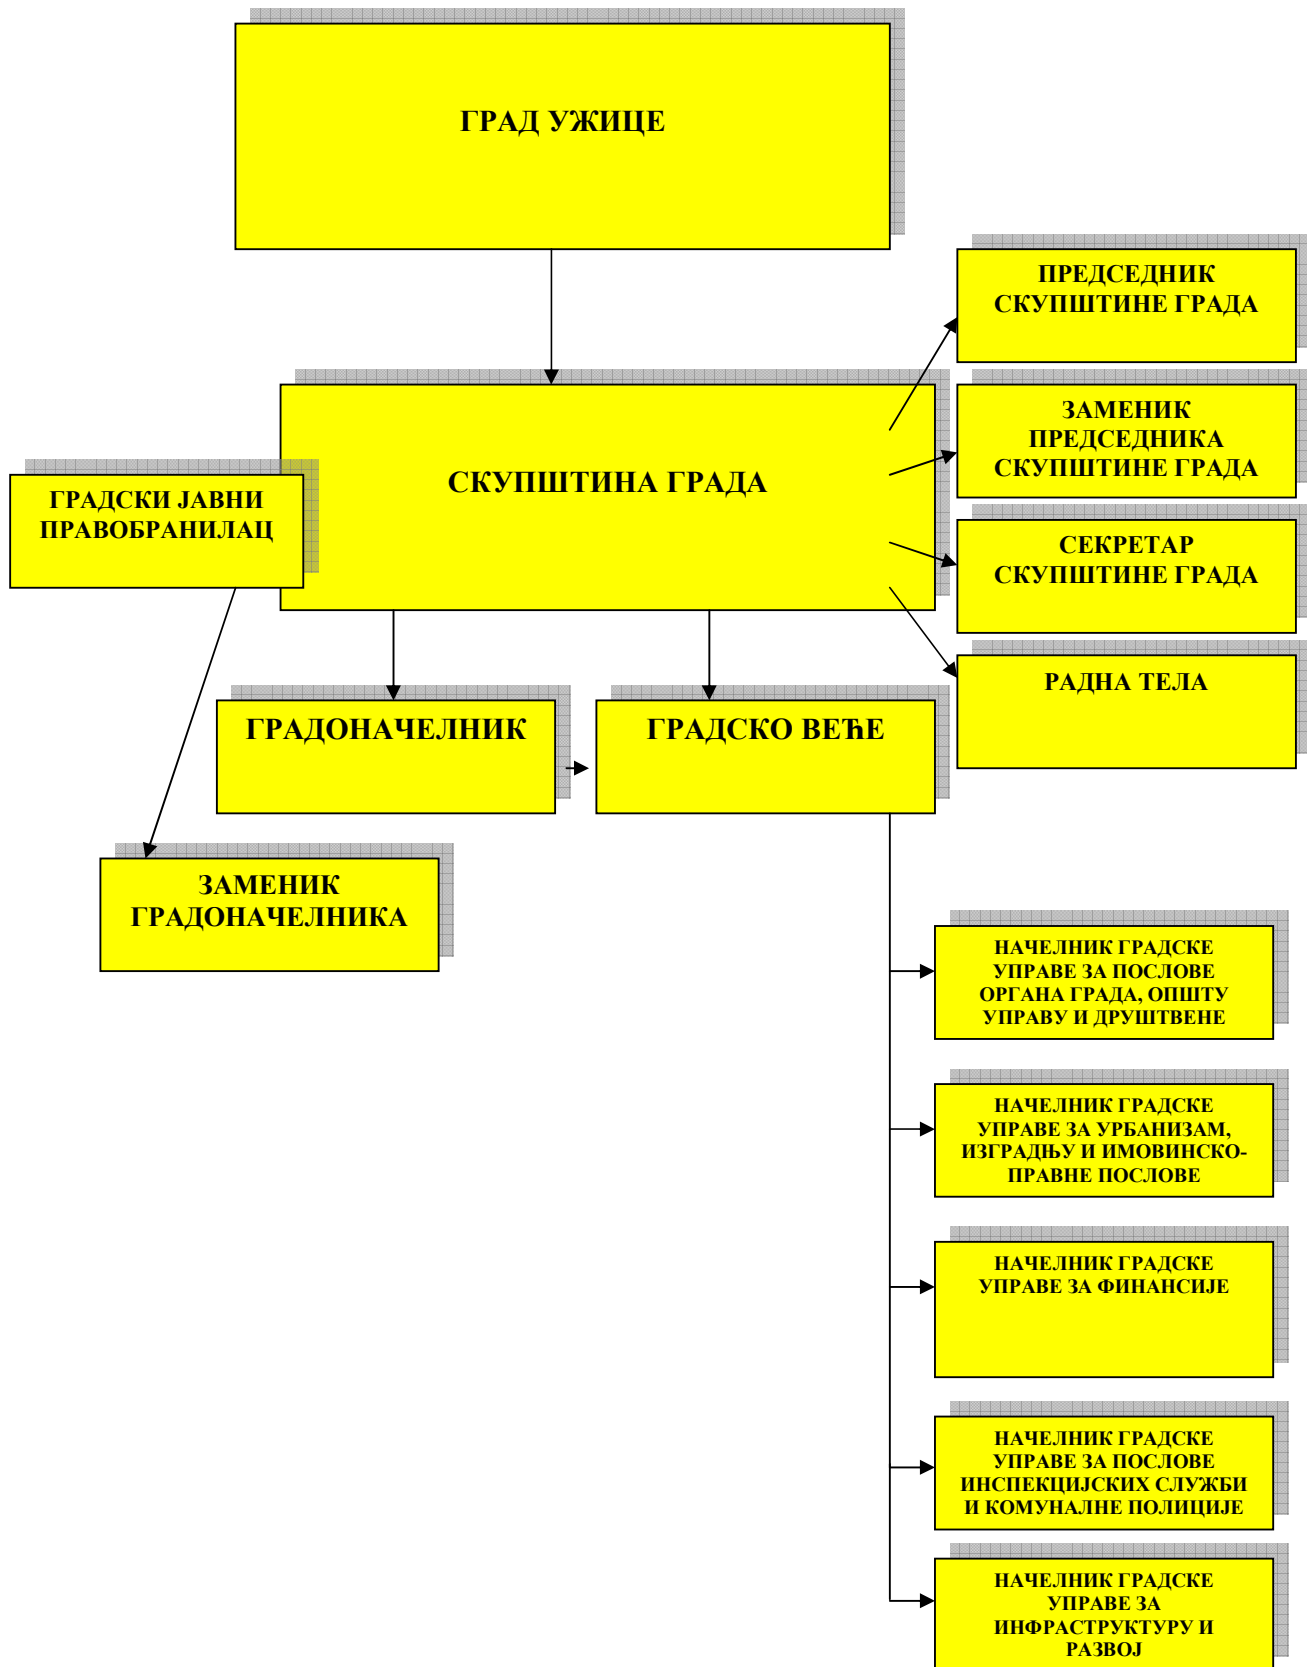 ГРАД УЖИЦЕ
ПРЕДСЕДНИК
СКУПШТИНЕ ГРАДА
ЗАМЕНИК
ПРЕДСЕДНИКА
СКУПШТИНЕ ГРАДА
СКУПШТИНА ГРАДА
ГРАДСКИ ЈАВНИ
ПРАВОБРАНИЛАЦ
СЕКРЕТАР
СКУПШТИНЕ ГРАДА
РАДНА ТЕЛА
ГРАДОНАЧЕЛНИК
ГРАДСКО ВЕЋЕ
ЗАМЕНИК
ГРАДОНАЧЕЛНИКА
НАЧЕЛНИК ГРАДСКЕ
УПРАВЕ ЗА ПОСЛОВЕ
ОРГАНА ГРАДА, ОПШТУ
УПРАВУ И ДРУШТВЕНЕ
НАЧЕЛНИК ГРАДСКЕ
УПРАВЕ ЗА УРБАНИЗАМ,
ИЗГРАДЊУ И ИМОВИНСКО-
ПРАВНЕ ПОСЛОВЕ
НАЧЕЛНИК ГРАДСКЕ
УПРАВЕ ЗА ФИНАНСИЈЕ
НАЧЕЛНИК ГРАДСКЕ
УПРАВЕ ЗА ПОСЛОВЕ
ИНСПЕКЦИЈСКИХ СЛУЖБИ
И КОМУНАЛНЕ ПОЛИЦИЈЕ
НАЧЕЛНИК ГРАДСКЕ
УПРАВЕ ЗА
ИНФРАСТРУКТУРУ И
РАЗВОЈ